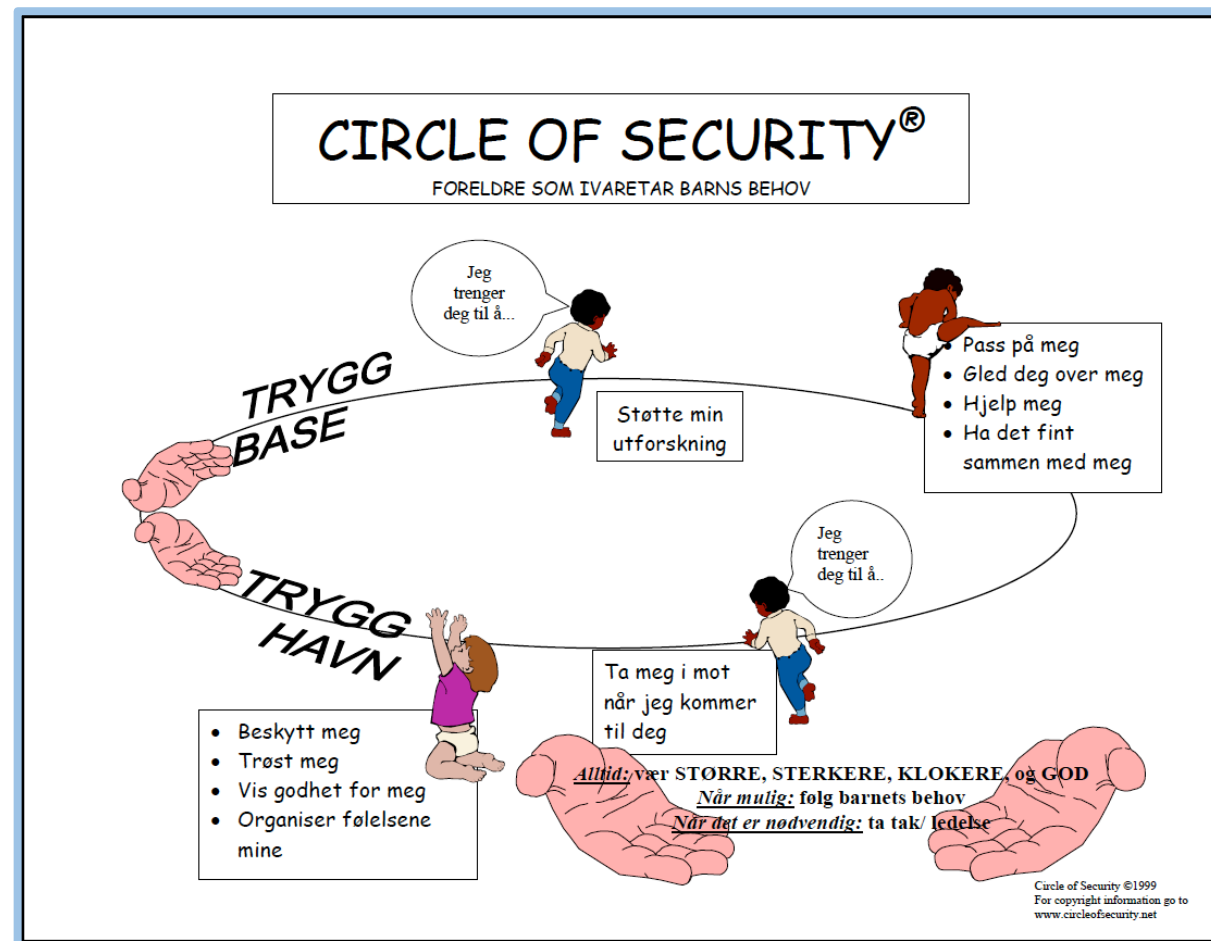 CIRCLE OF SECURITY®
FORELDRE SOM IVARETAR BARNS BEHOV
Jeg
trenger
deg til å...
TRYGG
BASE
Støtte min
utforskning
• Pass på meg
• Gled deg over meg
• Hjelp meg
• Ha det fint
sammen med meg
Jeg
trenger
deg til å..
TRYGG
HAVN
Ta meg i mot
når jeg kommer
til deg
• Beskytt meg
• Trøst meg
• Vis godhet for meg
• Organiser følelsene
mine
Alltid: vær STØRRE, STERKERE, KLOKERE, og GOD
Når mulig: følg barnets behov
Når det er nødvendig: ta tak/ ledelse
Circle of Security ©1999
For copyright information go to
www.circleofsecurity.net